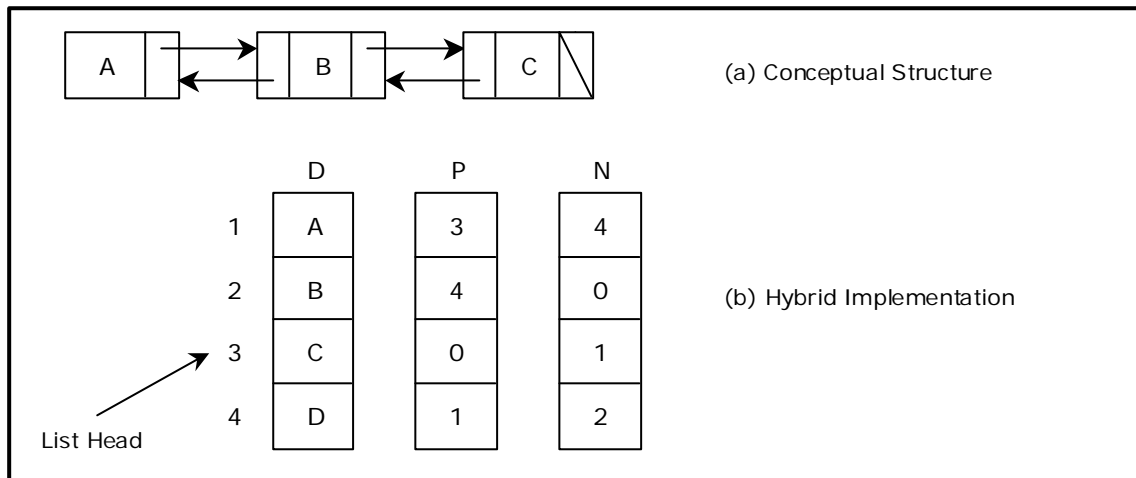 A B C (a) Conceptual Structure
D P N
1 A 3 4
2 B 4 0 (b) Hybrid Implementation
3 C 0 1
4 D 1 2
List Head